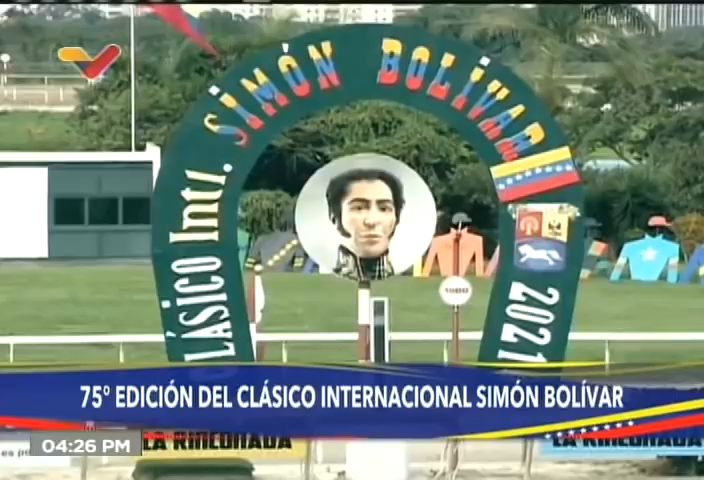 CLÁSICO Intl. SIMÓN BOLÍVAR 2021
1000
75° EDICIÓN DEL CLÁSICO INTERNACIONAL SIMÓN BOLÍVAR
04:26 PM
LA RINCONADA
LA RINCONADA